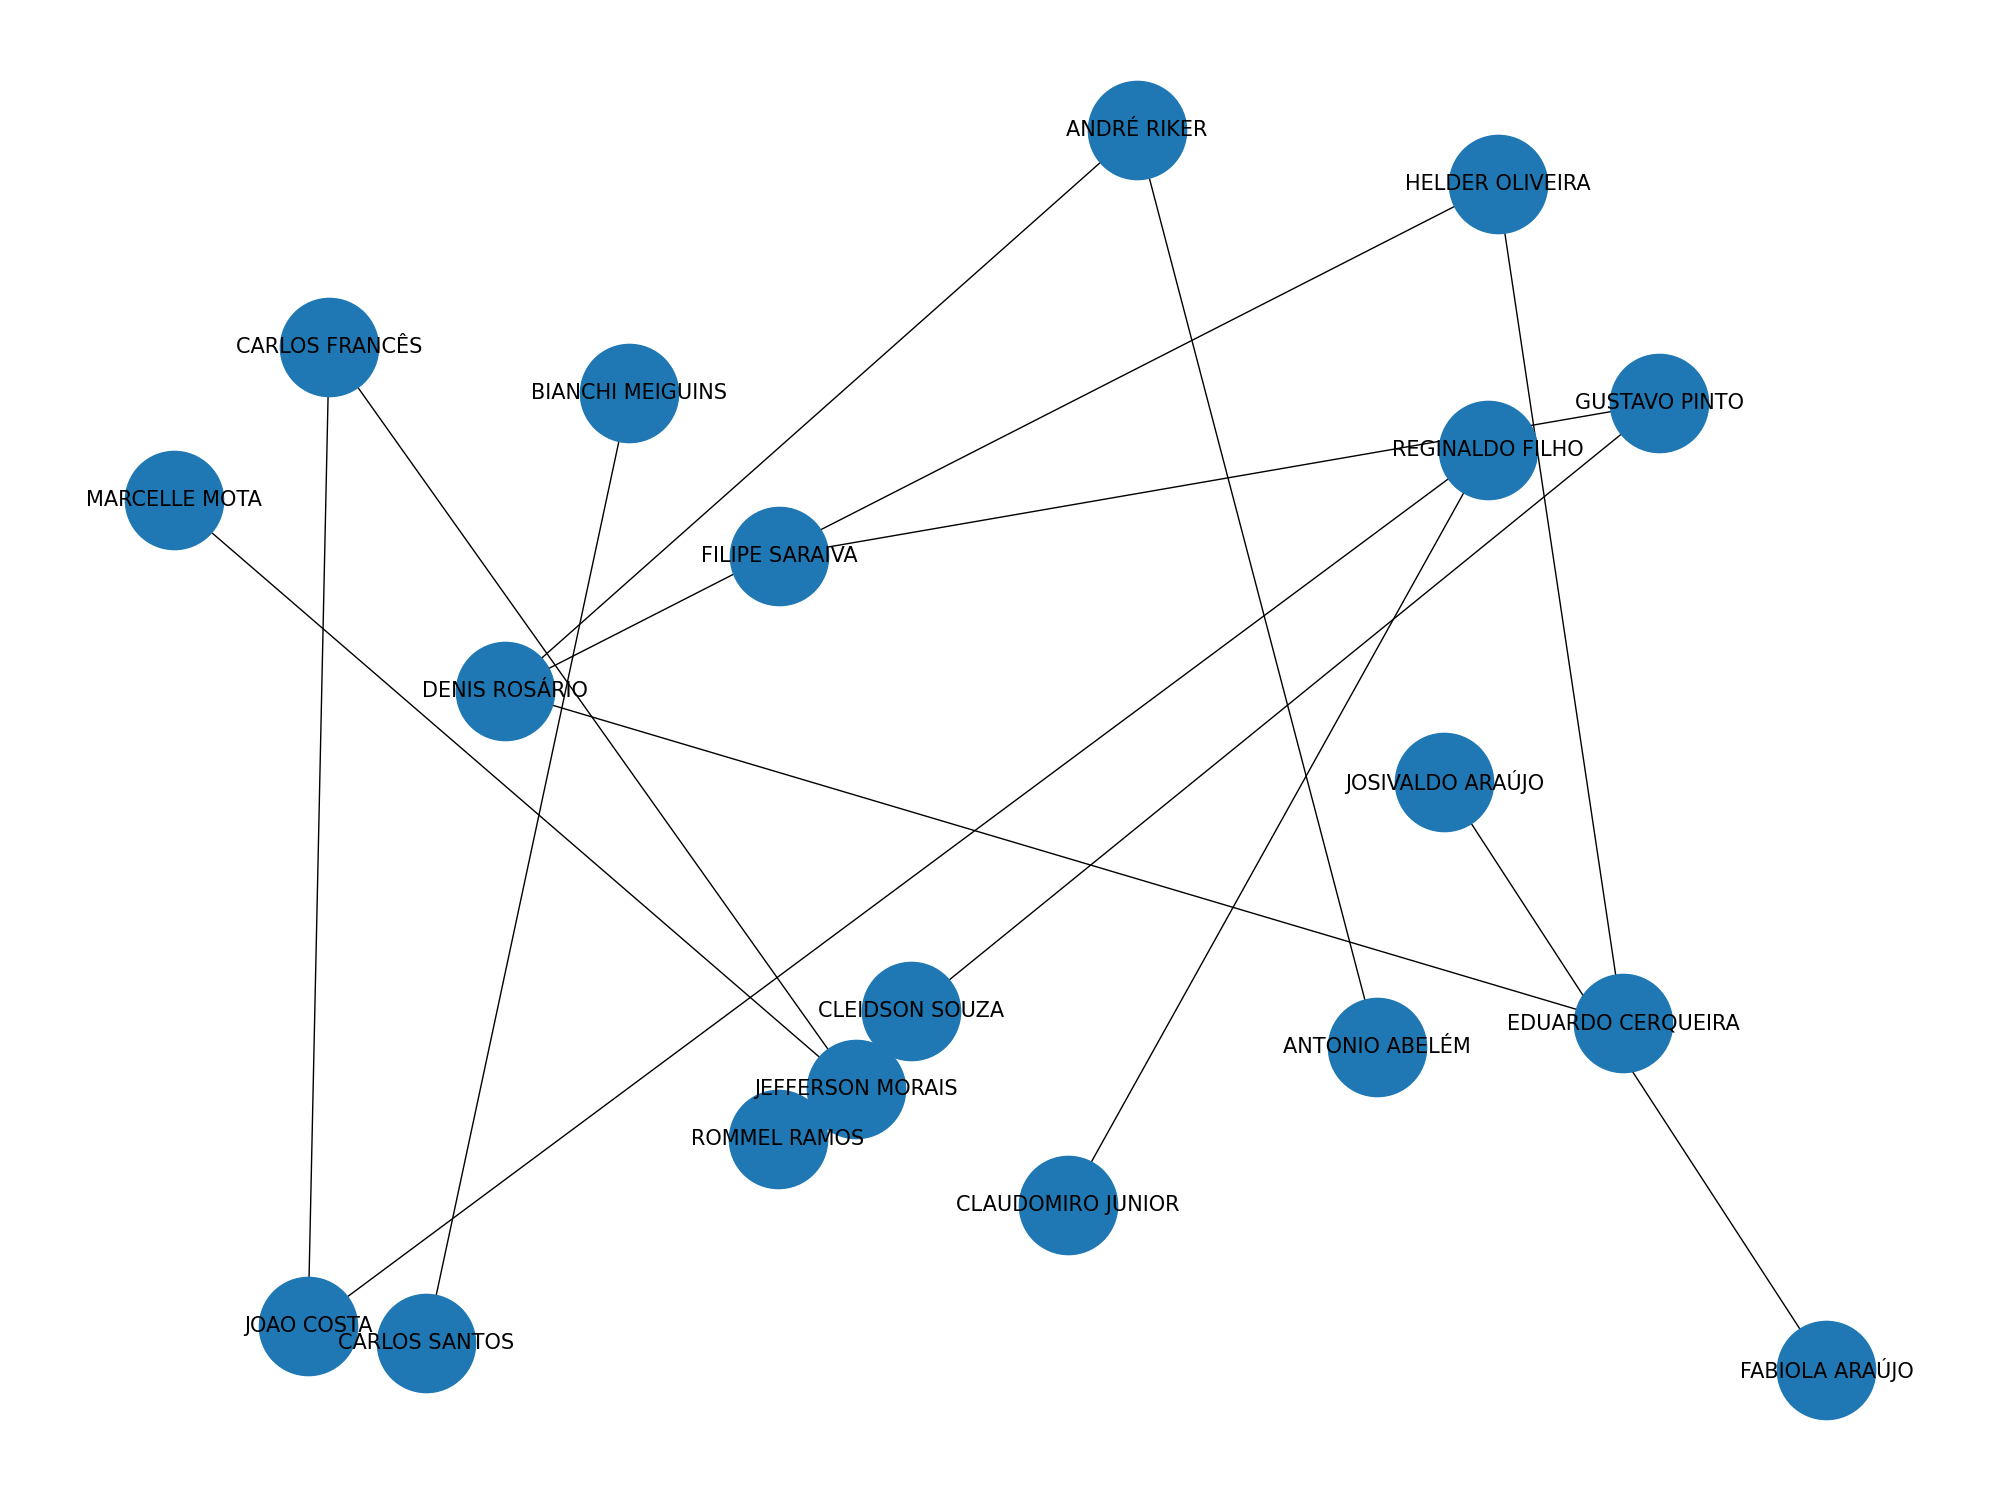 ANDRÉ RIKER
HELDER OLIVEIRA
CARLOS FRANCÊS
BIANCHI MEIGUINS
GUSTAVO PINTO
REGINALDO FILHO
MARCELLE MOTA
FILIPE SARAIVA
DENIS ROSÁRIO
JOSIVALDO ARAÚJO
CLEIDSON SOUZA
EDUARDO CERQUEIRA
ANTONIO ABELÉM
JEFFERSON MORAIS
ROMMEL RAMOS
CLAUDOMIRO JUNIOR
JOAO COSTA
CARLOS SANTOS
FABIOLA ARAÚJO